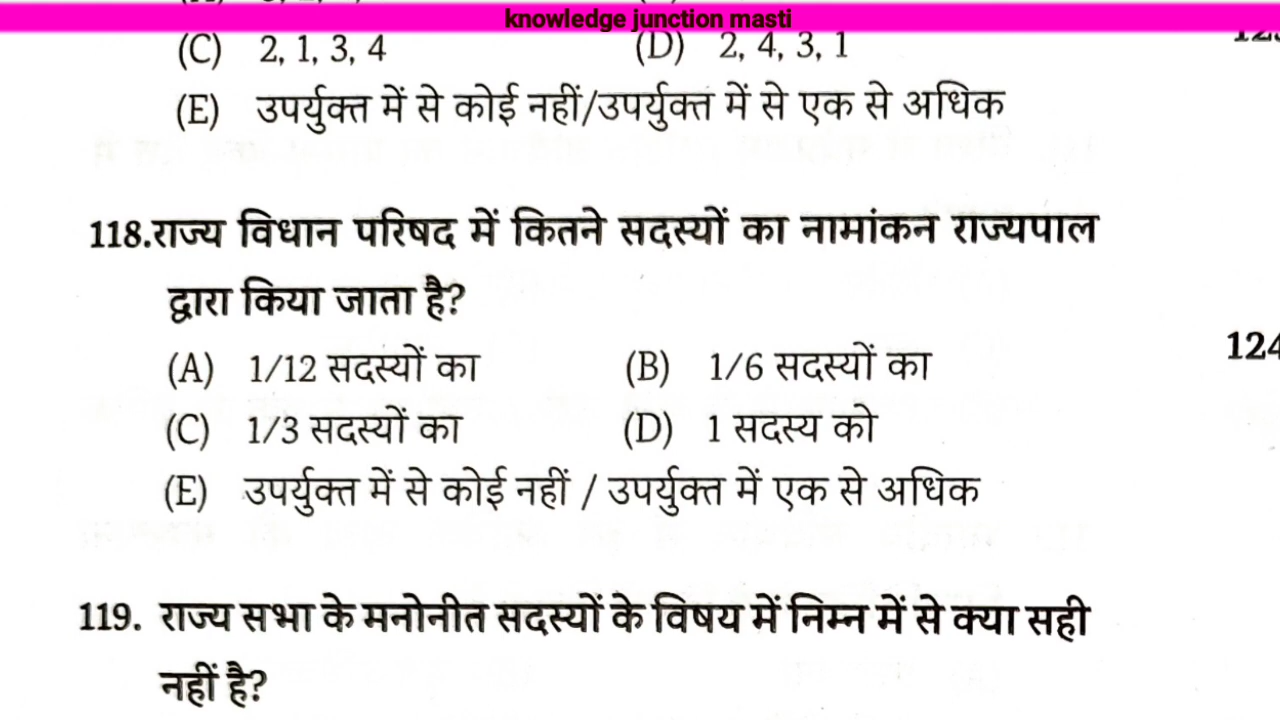 knowledge junction masti
(C) 2, 1, 3, 4 (D) 2, 4, 3, 1
(E) उपर्युक्त में से कोई नहीं/उपर्युक्त में से एक से अधिक
118.राज्य विधान परिषद में कितने सदस्यों का नामांकन राज्यपाल
द्वारा किया जाता है?
(A) 1/12 सदस्यों का (B) 1/6 सदस्यों का
(C) 1/3 सदस्यों का (D) 1 सदस्य को
(E) उपर्युक्त में से कोई नहीं / उपर्युक्त में एक से अधिक
119. राज्य सभा के मनोनीत सदस्यों के विषय में निम्न में से क्या सही
नहीं है?
124